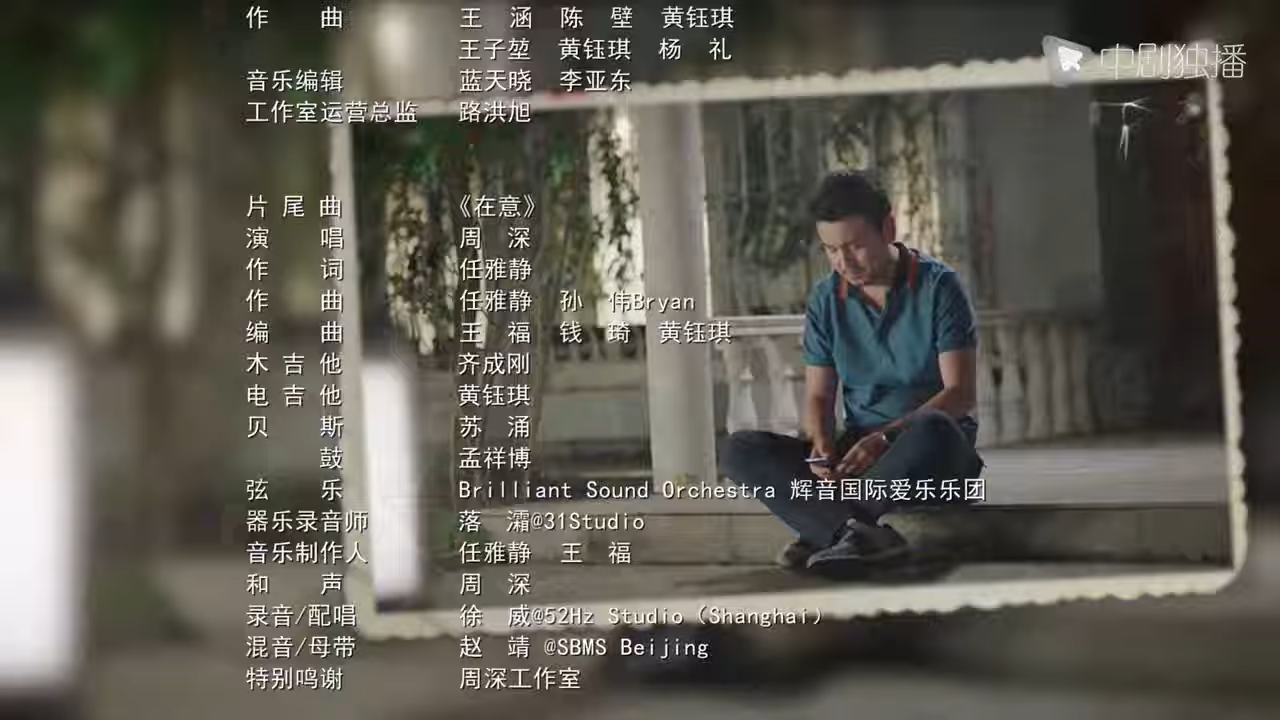 作曲 王涵 陈壁 黄钰琪
王子堃 黄钰琪 杨礼
中剧独播
音乐编辑 蓝天晓 李亚东
工作室运营总监 路洪旭
片尾曲 《在意》
演唱 周深
作词 任雅静
作曲 任雅静 孙伟Bryan
编曲 王福 钱琦 黄钰琪
木吉他 齐成刚
电吉他 黄钰琪
贝斯 苏涌
鼓 孟祥博
弦乐 Brilliant Sound Orchestra 辉音国际爱乐乐团
器乐录音师 落灞@31Studio
音乐制作人 任雅静 王福
和声 周深
录音/配唱 徐威@52Hz Studio（Shanghai）
混音/母带 赵靖 @SBMS Beijing
特别鸣谢 周深工作室